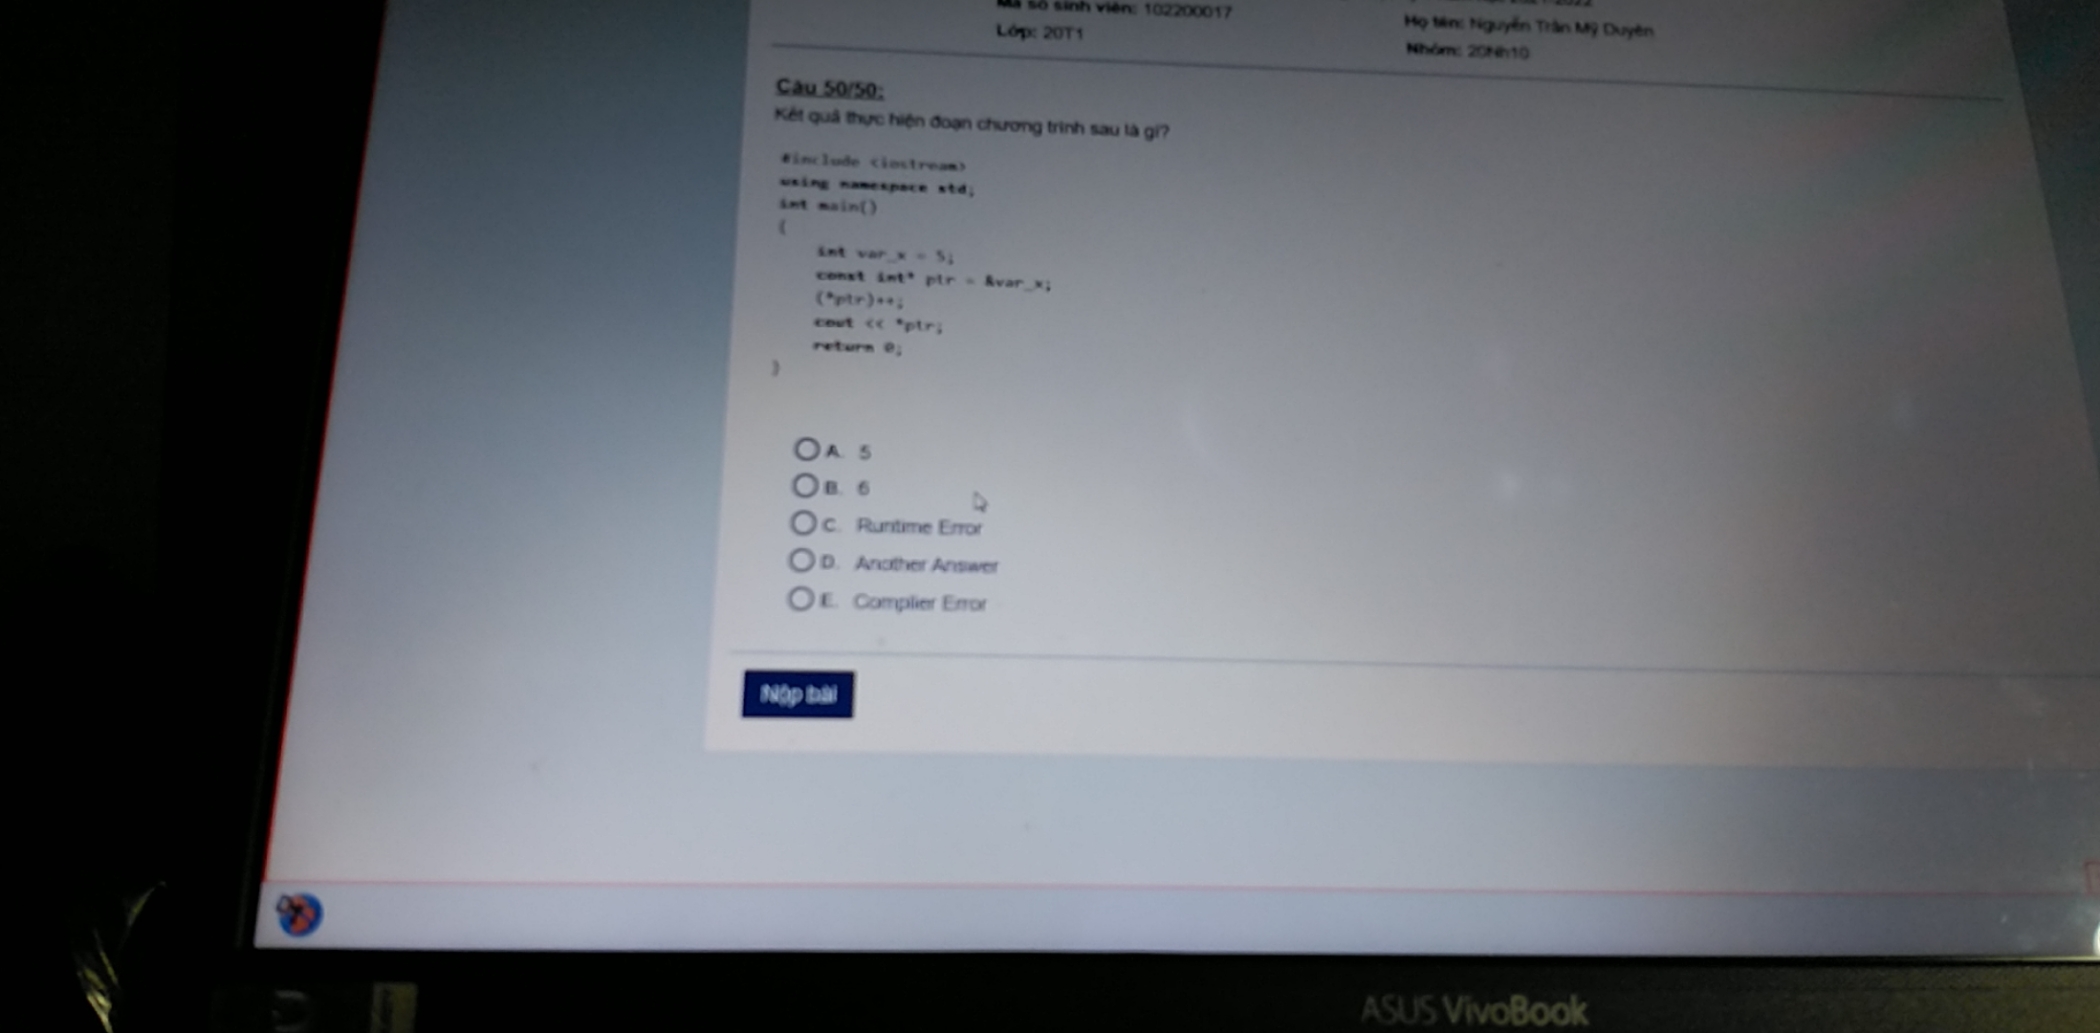 Mã số sinh viên: 102200017
Lớp: 20T1
Họ tên: Nguyễn Trần Mỹ Duyên
Nhóm: 20Nh10
Câu 50/50:
Kết quả thực hiện đoạn chương trình sau là gì?
#include <iostream>
using namespace std;
int main()
{
int var_x = 5;
const int* ptr = &var_x;
(*ptr)++;
cout << *ptr;
return 0;
}
A. 5
B. 6
C. Runtime Error
D. Another Answer
E. Complier Error
Nộp bài
ASUS VivoBook